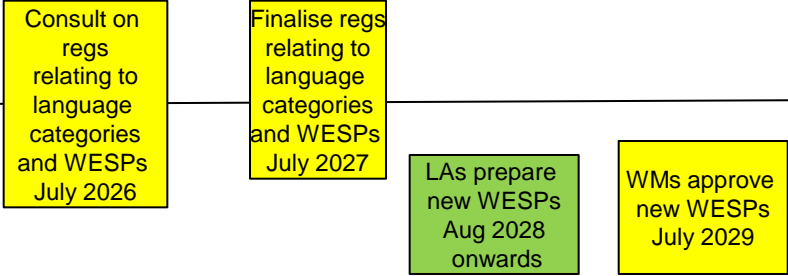 Consult on
regs
relating to
language
categories
and WESPs
July 2026
Finalise regs
relating to
language
categories
and WESPs
July 2027
LAs prepare
new WESPs
Aug 2028
onwards
WMs approve
new WESPs
July 2029